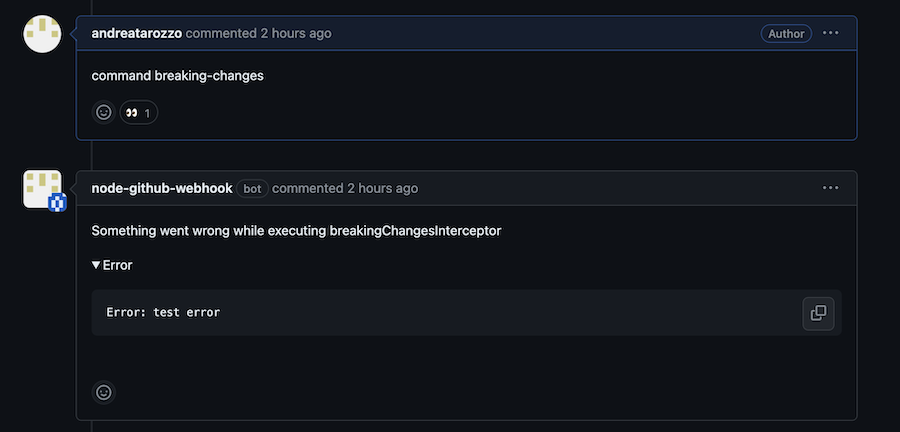 andreatarozzo commented 2 hours ago Author
command breaking-changes
1
node-github-webhook bot commented 2 hours ago
Something went wrong while executing breakingChangesInterceptor
Error
Error: test error